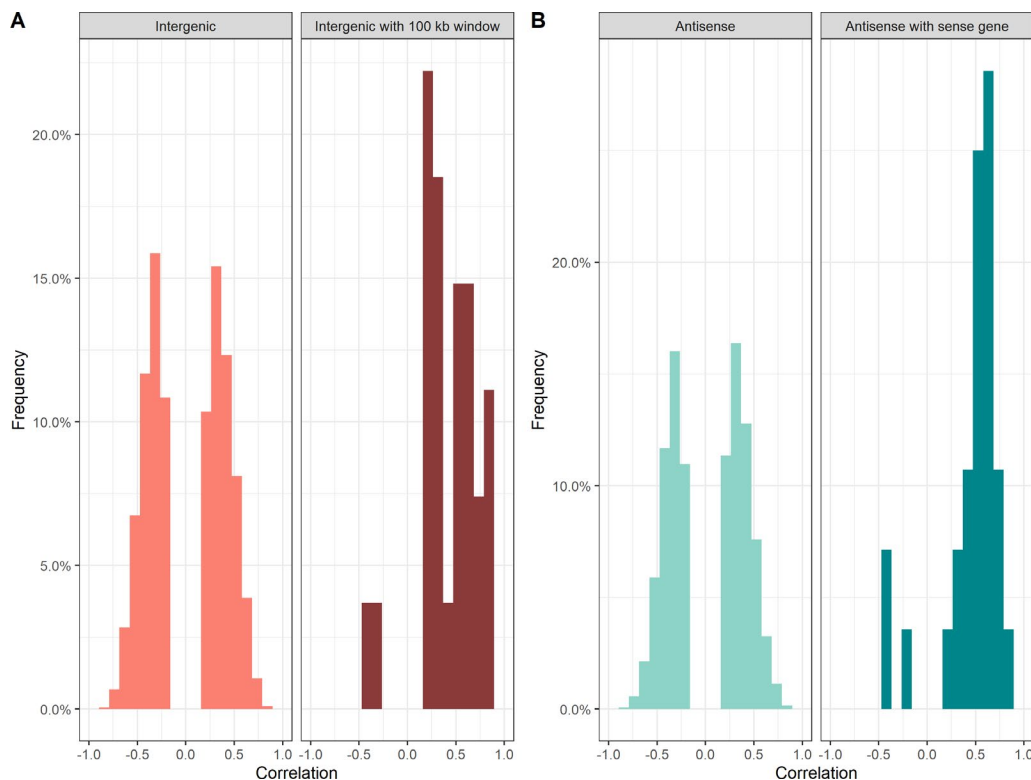 A
Intergenic
Intergenic with 100 kb window
20.0%
15.0%
10.0%
5.0%
0.0%
Frequency
-1.0 -0.5 0.0 0.5 1.0
-1.0 -0.5 0.0 0.5 1.0
Correlation
B
Antisense
Antisense with sense gene
20.0%
10.0%
0.0%
Frequency
-1.0 -0.5 0.0 0.5 1.0
-1.0 -0.5 0.0 0.5 1.0
Correlation